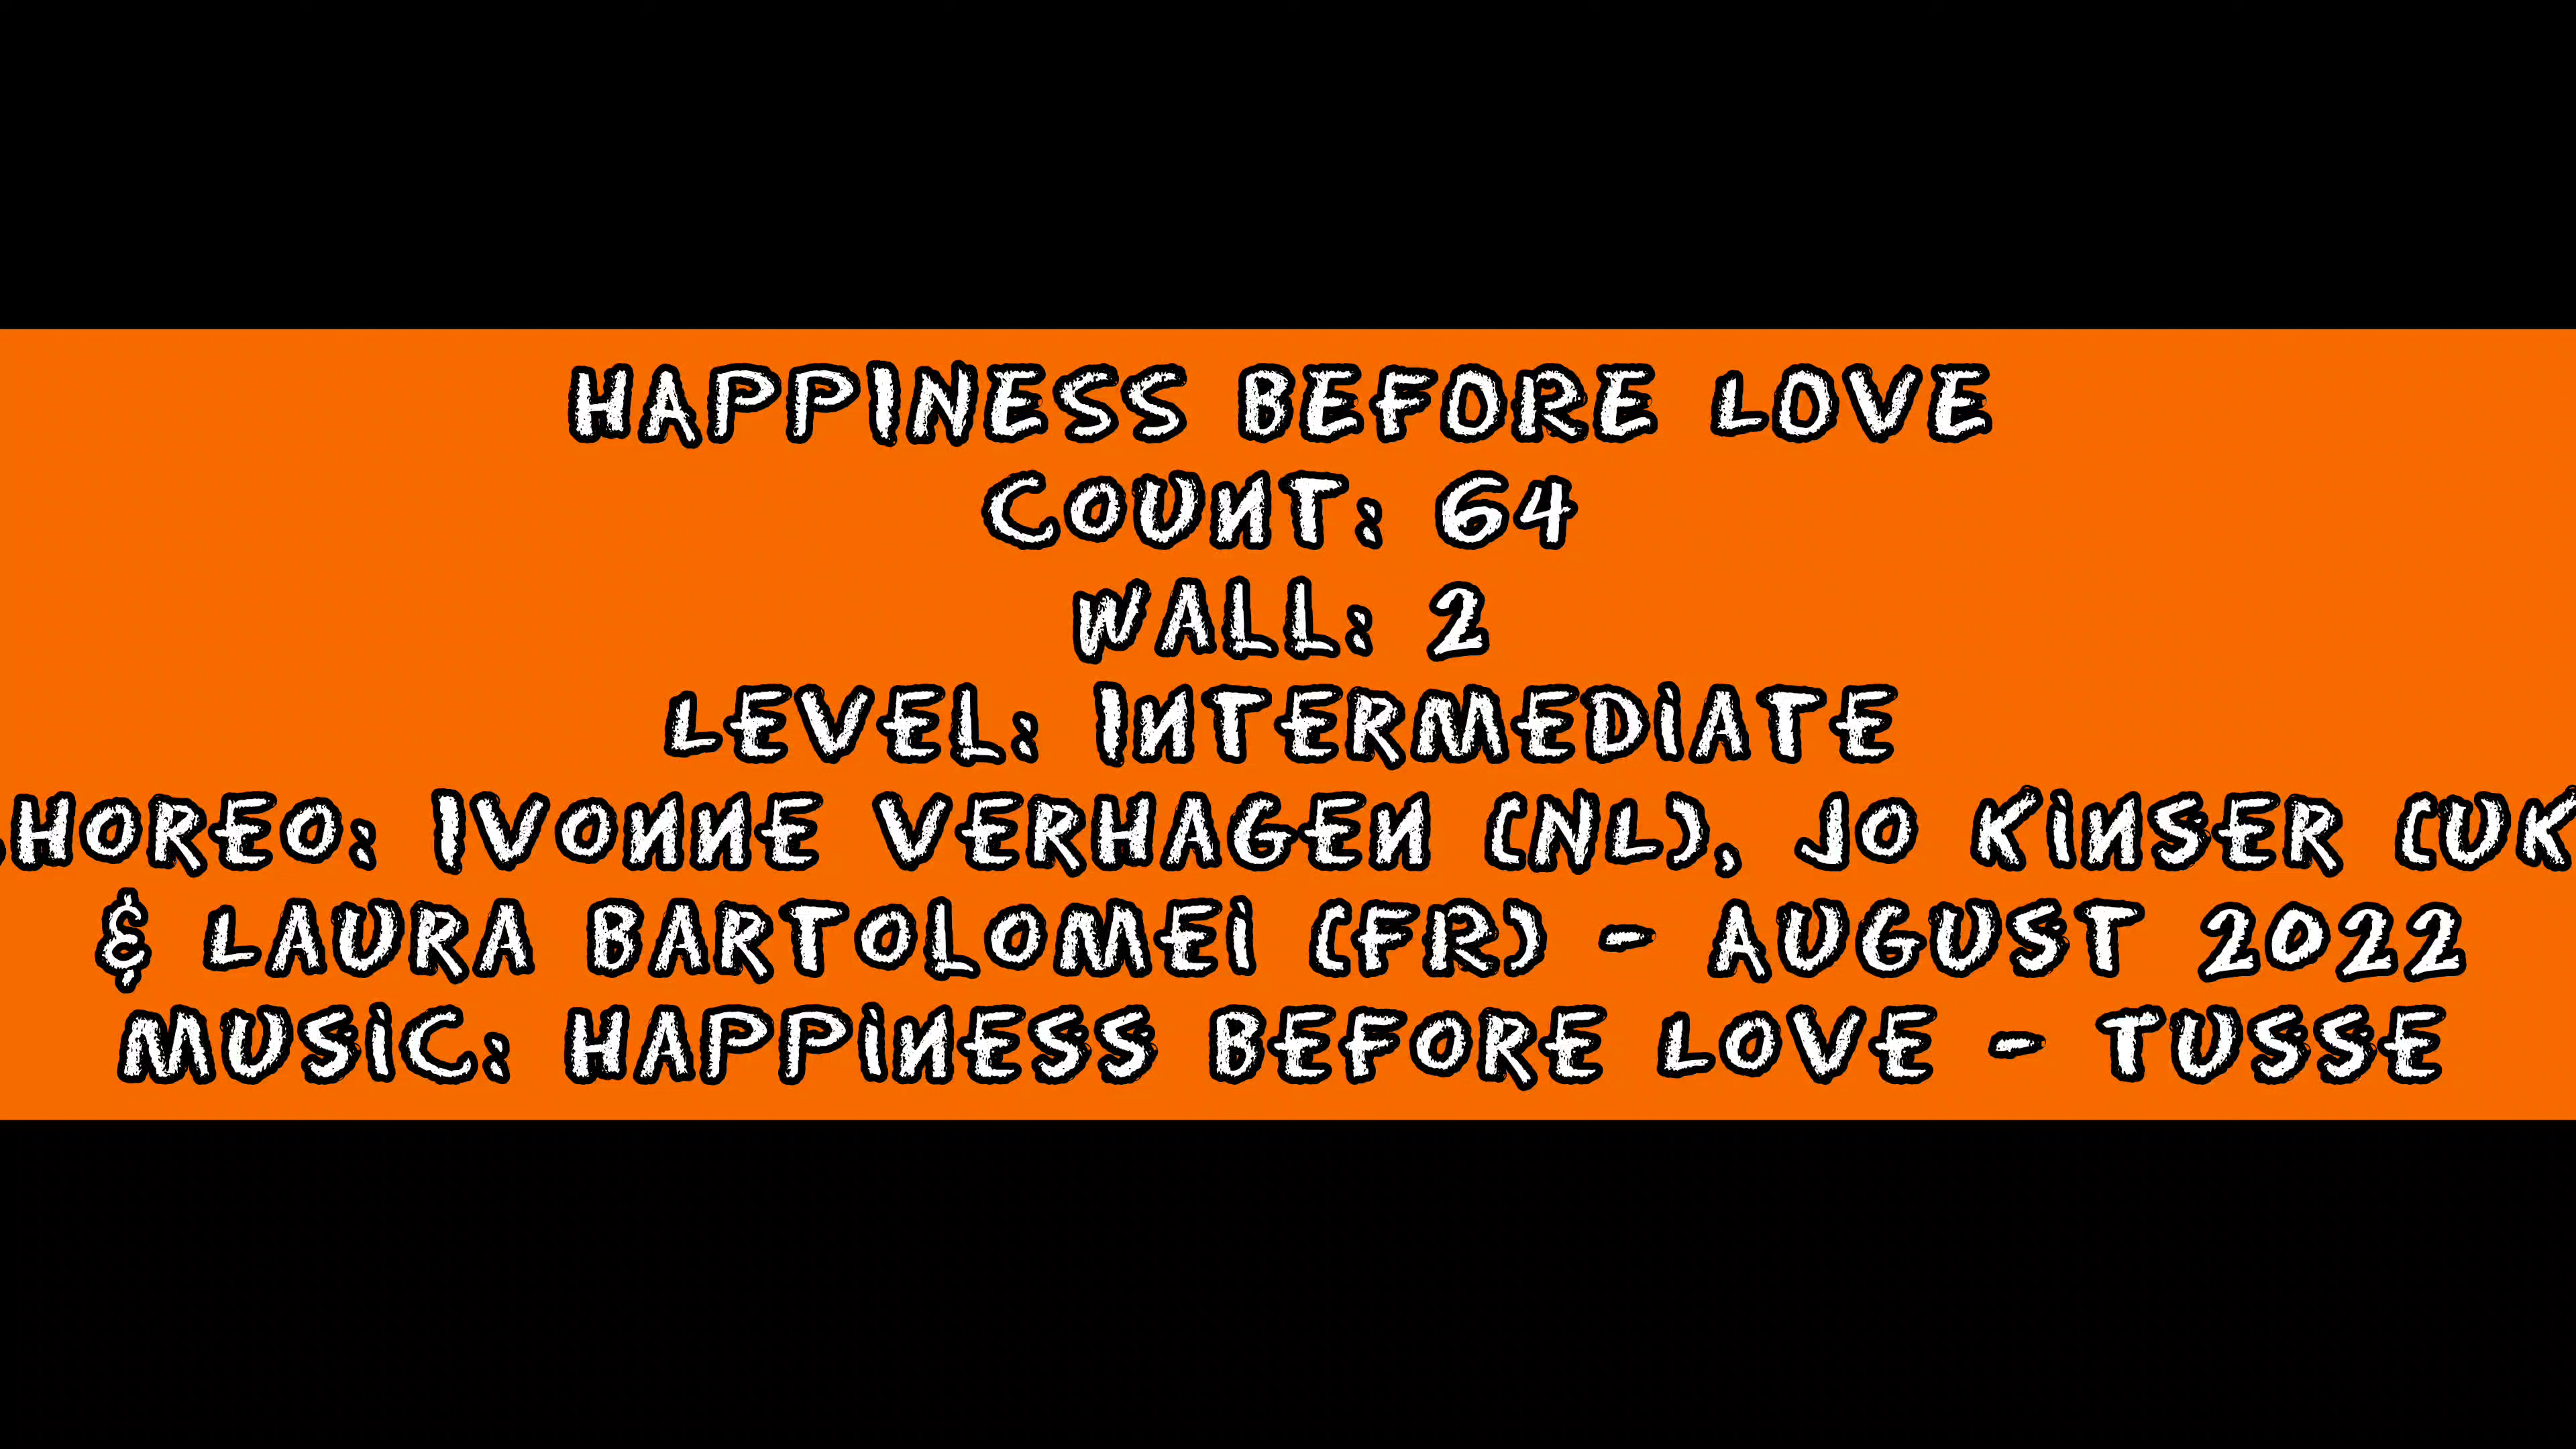 HAPPINESS BEFORE LOVE
COUNT: 64
WALL: 2
LEVEL: INTERMEDIATE
HOREO: IVONNE VERHAGEN (NL), JO KINSER (UK
& LAURA BARTOLOMEI (FR) - AUGUST 2022
MUSIC: HAPPINESS BEFORE LOVE - TUSSE